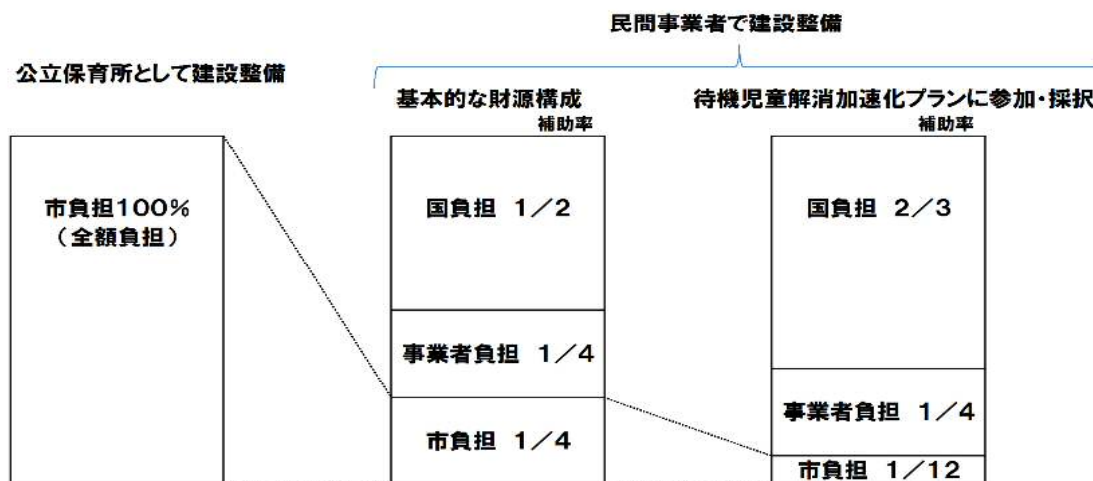 民間事業者で建設整備
公立保育所として建設整備
基本的な財源構成
補助率
待機児童解消加速化プランに参加・採択
補助率
市負担100%
(全額負担)
国負担 1/2
事業者負担 1/4
市負担 1/4
国負担 2/3
事業者負担 1/4
市負担 1/12